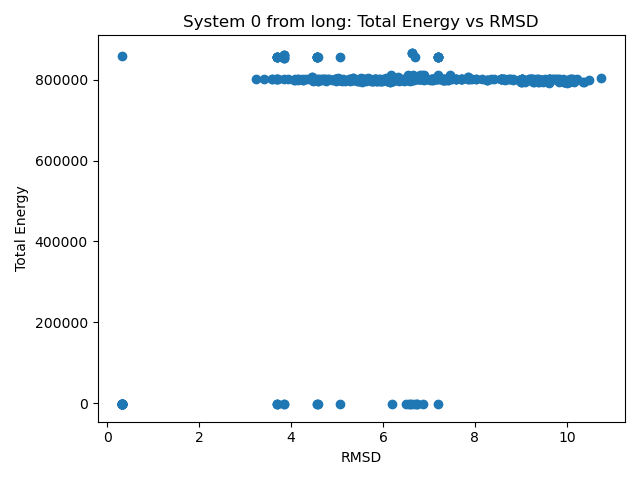 System 0 from long: Total Energy vs RMSD
800000
600000
400000
200000
0
Total Energy
0 2 4 6 8 10
RMSD